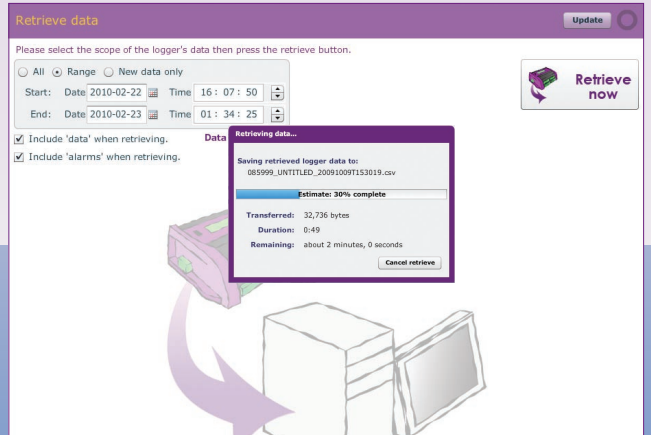 Retrieve data
Update
Please select the scope of the logger's data then press the retrieve button.
All Range New data only
Start: Date 2010-02-22 Time 16 : 07 : 50
End: Date 2010-02-23 Time 01 : 34 : 25
Retrieve now
Include 'data' when retrieving.
Data
Include 'alarms' when retrieving.
Retrieving data...
Saving retrieved logger data to:
085999_UNTITLED_20091009T153019.csv
Estimate: 30% complete
Transferred: 32,736 bytes
Duration: 0:49
Remaining: about 2 minutes, 0 seconds
Cancel retrieve